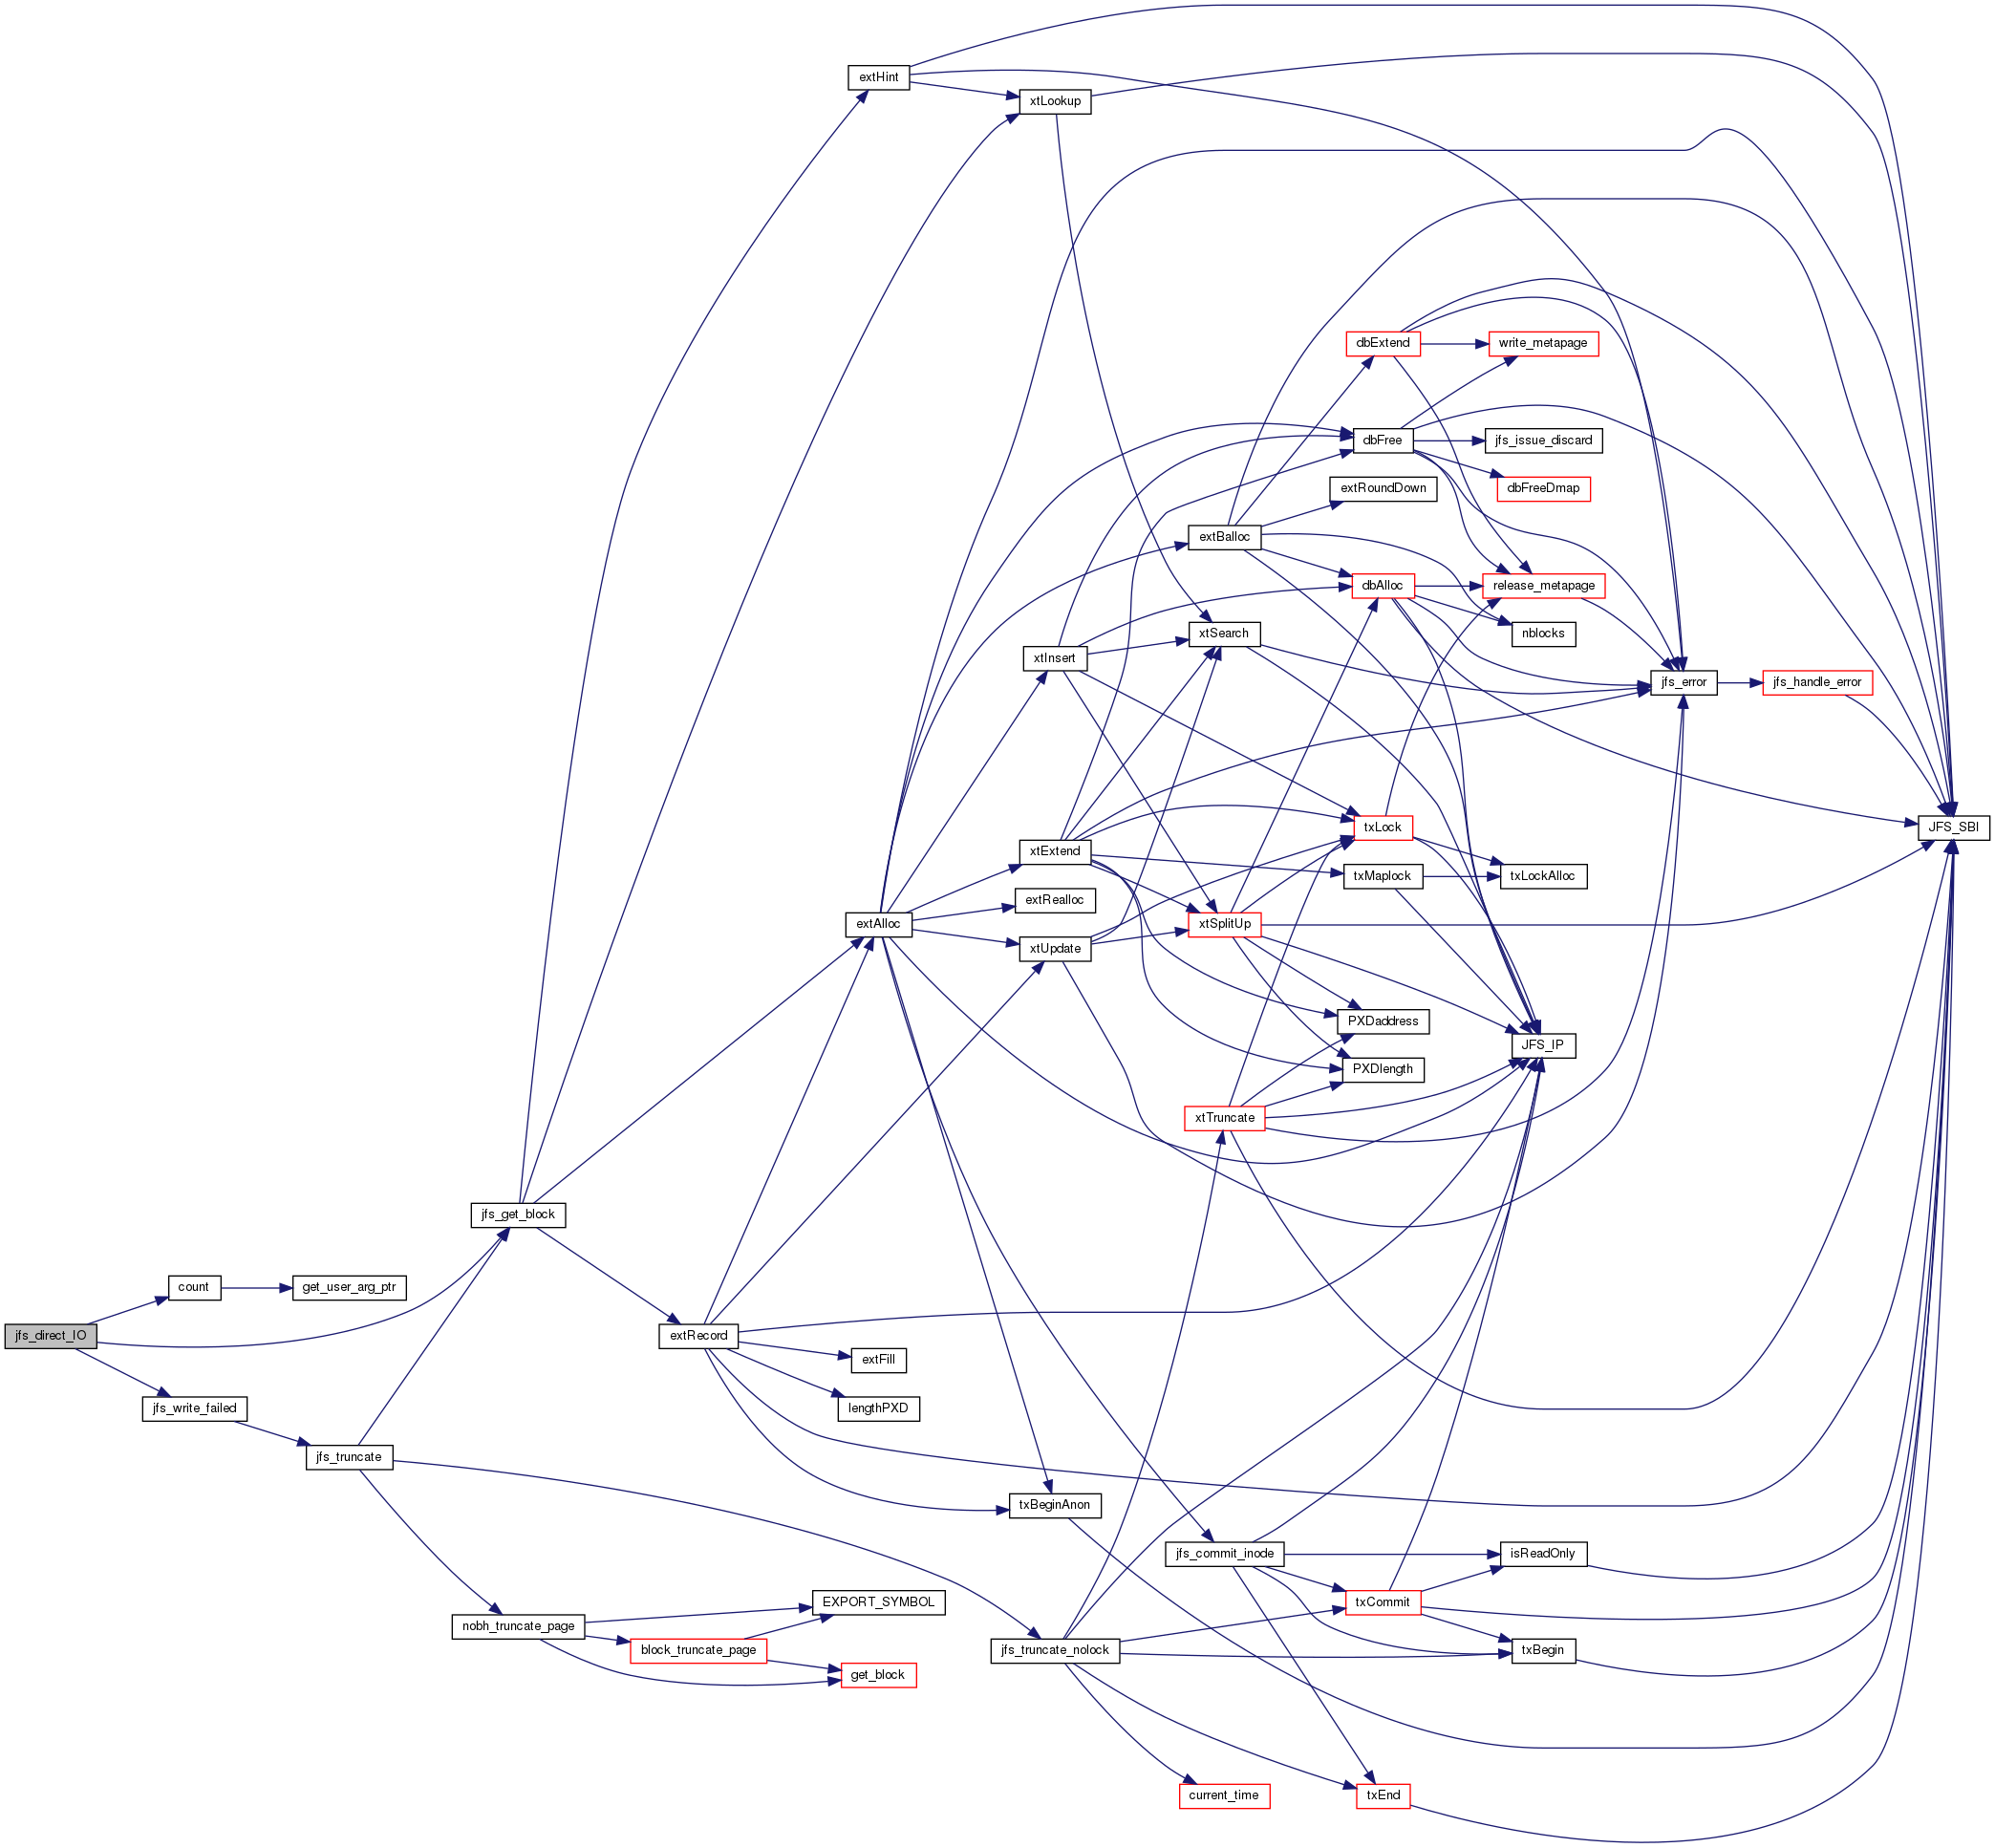 extHint
xtLookup
dbExtend
write_metapage
dbFree
jfs_issue_discard
extRoundDown
dbFreeDmap
extBalloc
dbAlloc
release_metapage
xtSearch
nblocks
xtInsert
jfs_error
jfs_handle_error
txLock
JFS_SBI
xtExtend
txMaplock
txLockAlloc
extRealloc
extAlloc
xtSplitUp
xtUpdate
PXDaddress
JFS_IP
PXDlength
xtTruncate
jfs_get_block
count
get_user_arg_ptr
jfs_direct_IO
extRecord
extFill
jfs_write_failed
lengthPXD
jfs_truncate
txBeginAnon
jfs_commit_inode
isReadOnly
EXPORT_SYMBOL
txCommit
nobh_truncate_page
block_truncate_page
jfs_truncate_nolock
txBegin
get_block
current_time
txEnd